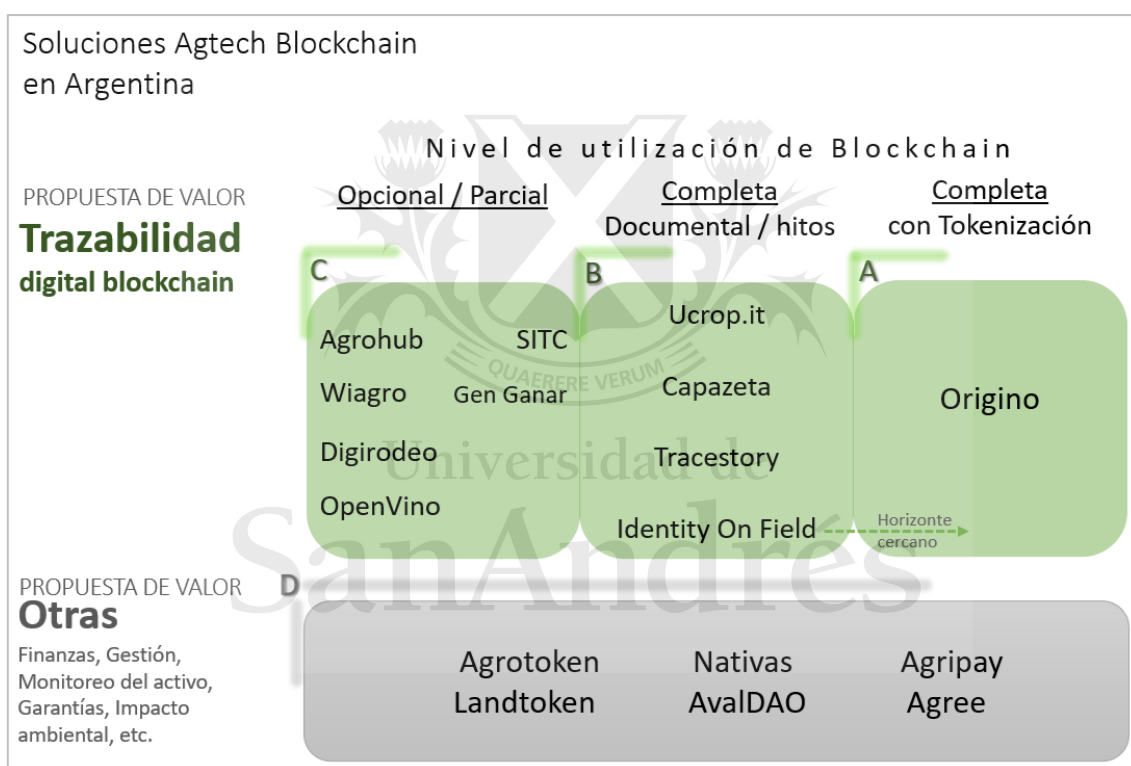 Soluciones Agtech Blockchain
en Argentina
Nivel de utilización de Blockchain
PROPUESTA DE VALOR
Trazabilidad
digital blockchain
Opcional / Parcial
Completa
Documental / hitos
Completa
con Tokenización
C
B
A
Agrohub
SITC
Wiagro
Gen Ganar
Digirodeo
OpenVino
Ucrop.it
Capazeta
Tracestory
Identity On Field
Horizonte
cercano
Origino
QUAERERE VERUM
Universidad de
SanAndrés
PROPUESTA DE VALOR
D
Otras
Finanzas, Gestión,
Monitoreo del activo,
Garantías, Impacto
ambiental, etc.
Agrotoken
Nativas
Agripay
Landtoken
AvalDAO
Agree